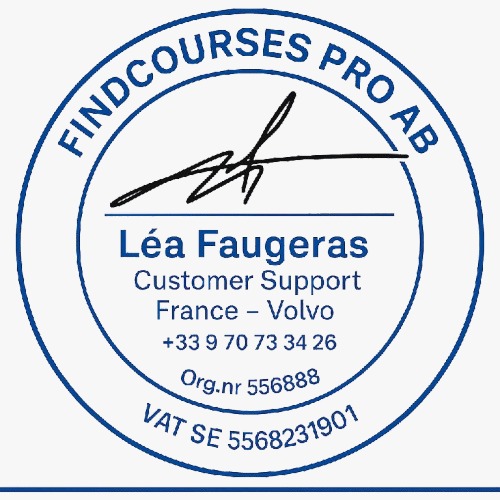 FINDCOURSES PRO AB
Léa Faugeras
Customer Support
France – Volvo
+33 9 70 73 34 26
Org.nr 556888
VAT SE 5568231901